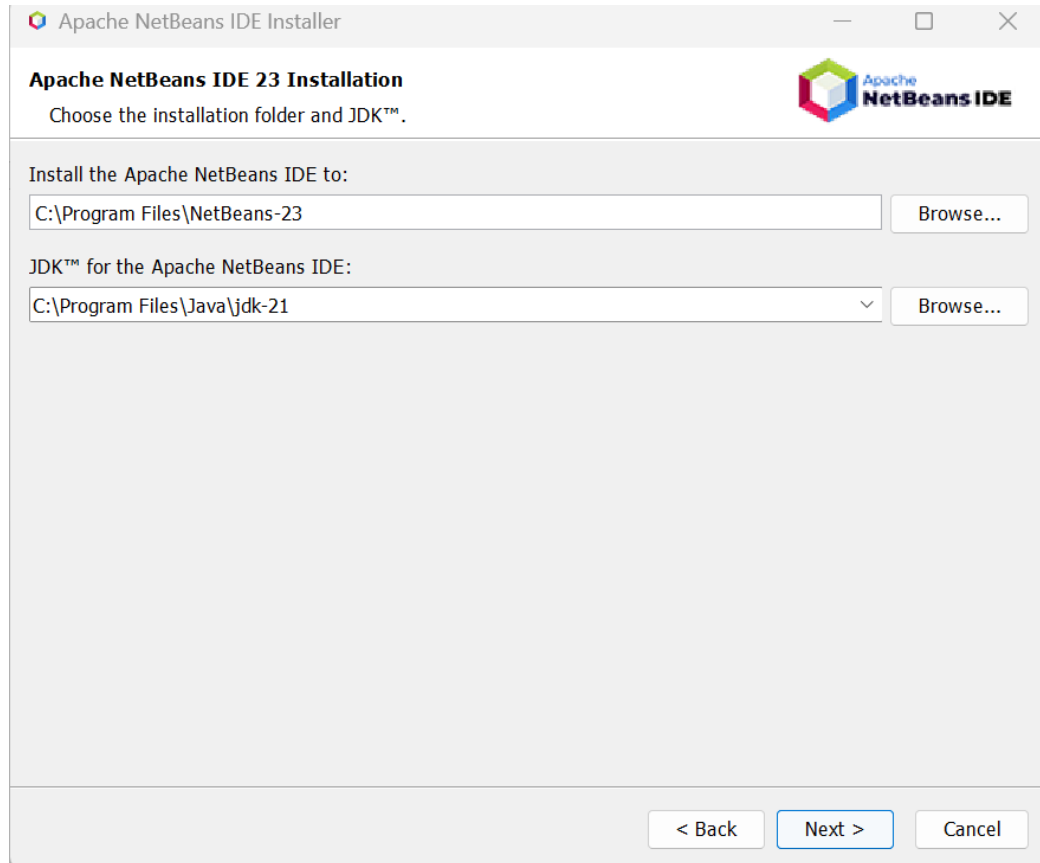 Apache NetBeans IDE Installer
Apache NetBeans IDE 23 Installation
Choose the installation folder and JDK™.
Apache
NetBeans IDE
Install the Apache NetBeans IDE to:
C:\Program Files\NetBeans-23
Browse...
JDK™ for the Apache NetBeans IDE:
C:\Program Files\Java\jdk-21
Browse...
< Back
Next >
Cancel